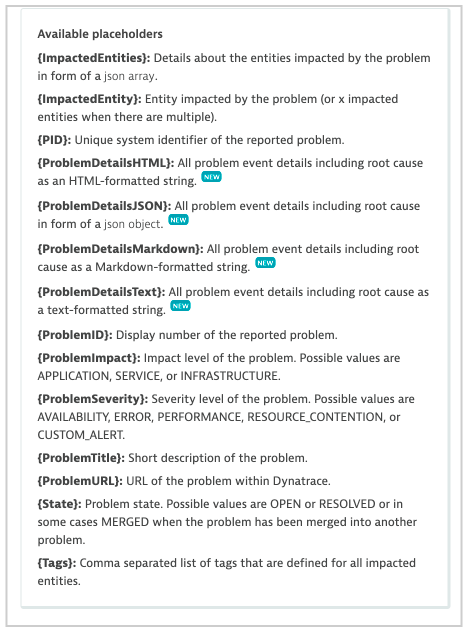 Available placeholders
{ImpactedEntities}: Details about the entities impacted by the problem
in form of a json array.
{ImpactedEntity}: Entity impacted by the problem (or x impacted
entities when there are multiple).
{PID}: Unique system identifier of the reported problem.
{ProblemDetailsHTML}: All problem event details including root cause
as an HTML-formatted string. NEW
{ProblemDetailsJSON}: All problem event details including root cause
in form of a json object. NEW
{ProblemDetailsMarkdown}: All problem event details including root
cause as a Markdown-formatted string. NEW
{ProblemDetailsText}: All problem event details including root cause as
a text-formatted string. NEW
{ProblemID}: Display number of the reported problem.
{ProblemImpact}: Impact level of the problem. Possible values are
APPLICATION, SERVICE, or INFRASTRUCTURE.
{ProblemSeverity}: Severity level of the problem. Possible values are
AVAILABILITY, ERROR, PERFORMANCE, RESOURCE_CONTENTION, or
CUSTOM_ALERT.
{ProblemTitle}: Short description of the problem.
{ProblemURL}: URL of the problem within Dynatrace.
{State}: Problem state. Possible values are OPEN or RESOLVED or in
some cases MERGED when the problem has been merged into another
problem.
{Tags}: Comma separated list of tags that are defined for all impacted
entities.